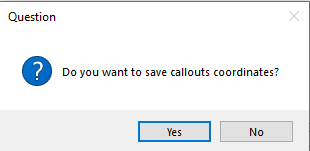 Question
Do you want to save callouts coordinates?
Yes
No